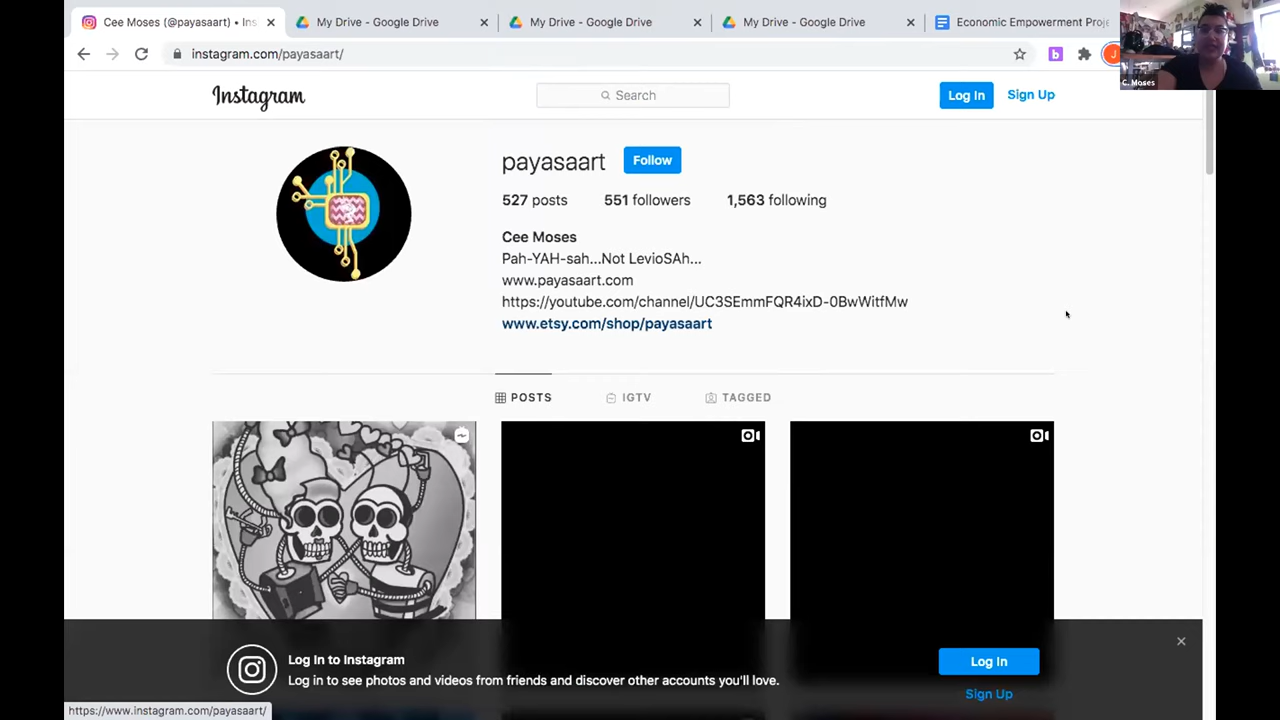 Cee Moses (@payasaart) • Ins
My Drive - Google Drive
My Drive - Google Drive
My Drive - Google Drive
Economic Empowerment Proje
instagram.com/payasaart/
b
J
C. Moses
Instagram
Search
Log In
Sign Up
payasaart
Follow
527 posts 551 followers 1,563 following
Cee Moses
Pah-YAH-sah...Not LevioSAh...
www.payasaart.com
https://youtube.com/channel/UC3SEmmFQR4ixD-0BwWitfMw
www.etsy.com/shop/payasaart
POSTS
IGTV
TAGGED
Log In to Instagram
Log in to see photos and videos from friends and discover other accounts you'll love.
Log In
Sign Up
https://www.instagram.com/payasaart/